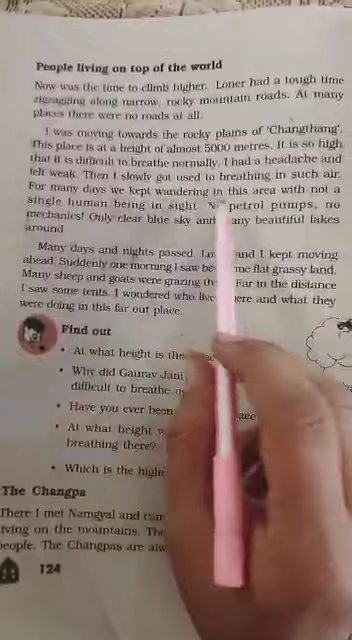 People living on top of the world
Now was the time to climb higher. Loner had a tough time
zigzagging along narrow, rocky mountain roads. At many
places there were no roads at all.
I was moving towards the rocky plains of 'Changthang'.
This place is at a height of almost 5000 metres. It is so high
that it is difficult to breathe normally. I had a headache and
felt weak. Then I slowly got used to breathing in such air.
For many days we kept wandering in this area with not a
single human being in sight. No petrol pumps, no
mechanics! Only clear blue sky and many beautiful lakes
around
Many days and nights passed. and I kept moving
ahead. Suddenly one morning I saw me flat grassy land.
Many sheep and goats were grazing Far in the distance
I saw some tents. I wondered who here and what they
were doing in this far out place.
Find out
• At what height is the
• Why did Gaurav Jani
difficult to breathe
• Have you ever been
• At what height
breathing there?
• Which is the
The Changpa
There I met Namgyal and
living on the mountains.
people. The Changpas are
124